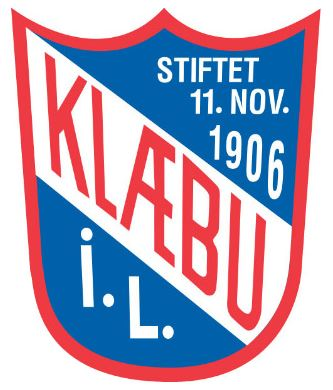 STIFTET
11. NOV.
1906
KLÆBU
i.L.